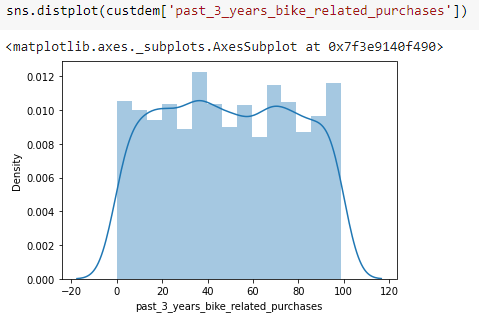 sns.distplot(custdem['past_3_years_bike_related_purchases'])
<matplotlib.axes._subplots.AxesSubplot at 0x7f3e9140f490>
0.012
0.010
0.008
0.006
0.004
0.002
0.000
Density
−20 0 20 40 60 80 100 120
past_3_years_bike_related_purchases